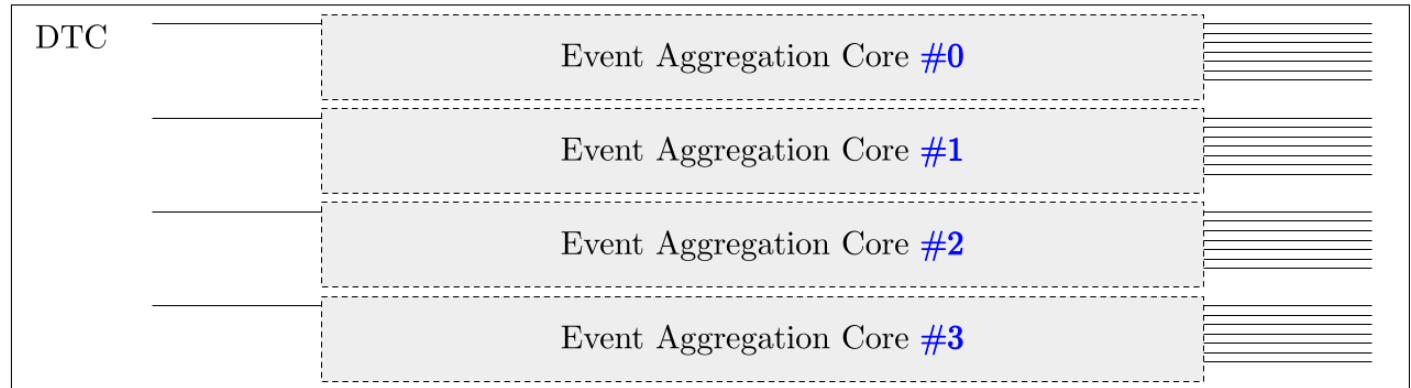 DTC
Event Aggregation Core #0
Event Aggregation Core #1
Event Aggregation Core #2
Event Aggregation Core #3